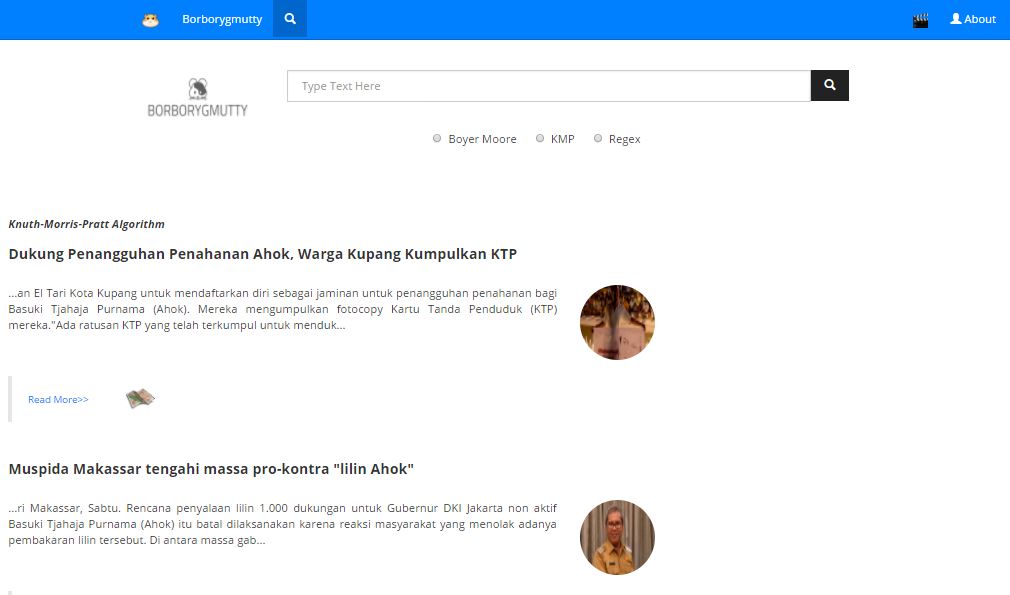 Borborygmutty
About
BORBORYGMUTTY
Type Text Here
Boyer Moore KMP Regex
Knuth-Morris-Pratt Algorithm
Dukung Penangguhan Penahanan Ahok, Warga Kupang Kumpulkan KTP
...an El Tari Kota Kupang untuk mendaftarkan diri sebagai jaminan untuk penangguhan penahanan bagi
Basuki Tjahaja Purnama (Ahok). Mereka mengumpulkan fotocopy Kartu Tanda Penduduk (KTP)
mereka."Ada ratusan KTP yang telah terkumpul untuk menduk...
Read More>>
Muspida Makassar tengahi massa pro-kontra "lilin Ahok"
...ri Makassar, Sabtu. Rencana penyalaan lilin 1.000 dukungan untuk Gubernur DKI Jakarta non aktif
Basuki Tjahaja Purnama (Ahok) itu batal dilaksanakan karena reaksi masyarakat yang menolak adanya
pembakaran lilin tersebut. Di antara massa gab...